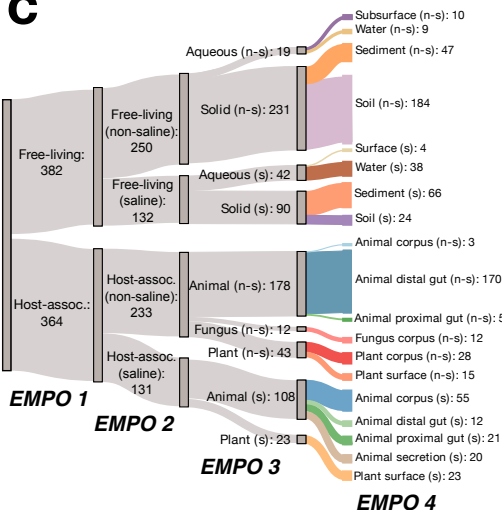 C
Subsurface (n-s): 10
Water (n-s): 9
Aqueous (n-s): 19
Sediment (n-s): 47
Free-living
(non-saline):
250
Solid (n-s): 231
Soil (n-s): 184
Free-living:
382
Surface (s): 4
Aqueous (s): 42
Water (s): 38
Free-living
(saline):
132
Solid (s): 90
Sediment (s): 66
Soil (s): 24
Animal corpus (n-s): 3
Host-assoc.
(non-saline):
233
Animal (n-s): 178
Animal distal gut (n-s): 170
Host-assoc.:
364
Animal proximal gut (n-s): 5
Fungus (n-s): 12
Fungus corpus (n-s): 12
Plant (n-s): 43
Plant corpus (n-s): 28
Plant surface (n-s): 15
Host-assoc.
(saline):
131
Animal (s): 108
Animal corpus (s): 55
Animal distal gut (s): 12
Plant (s): 23
Animal proximal gut (s): 21
Animal secretion (s): 20
Plant surface (s): 23
EMPO 1
EMPO 2
EMPO 3
EMPO 4